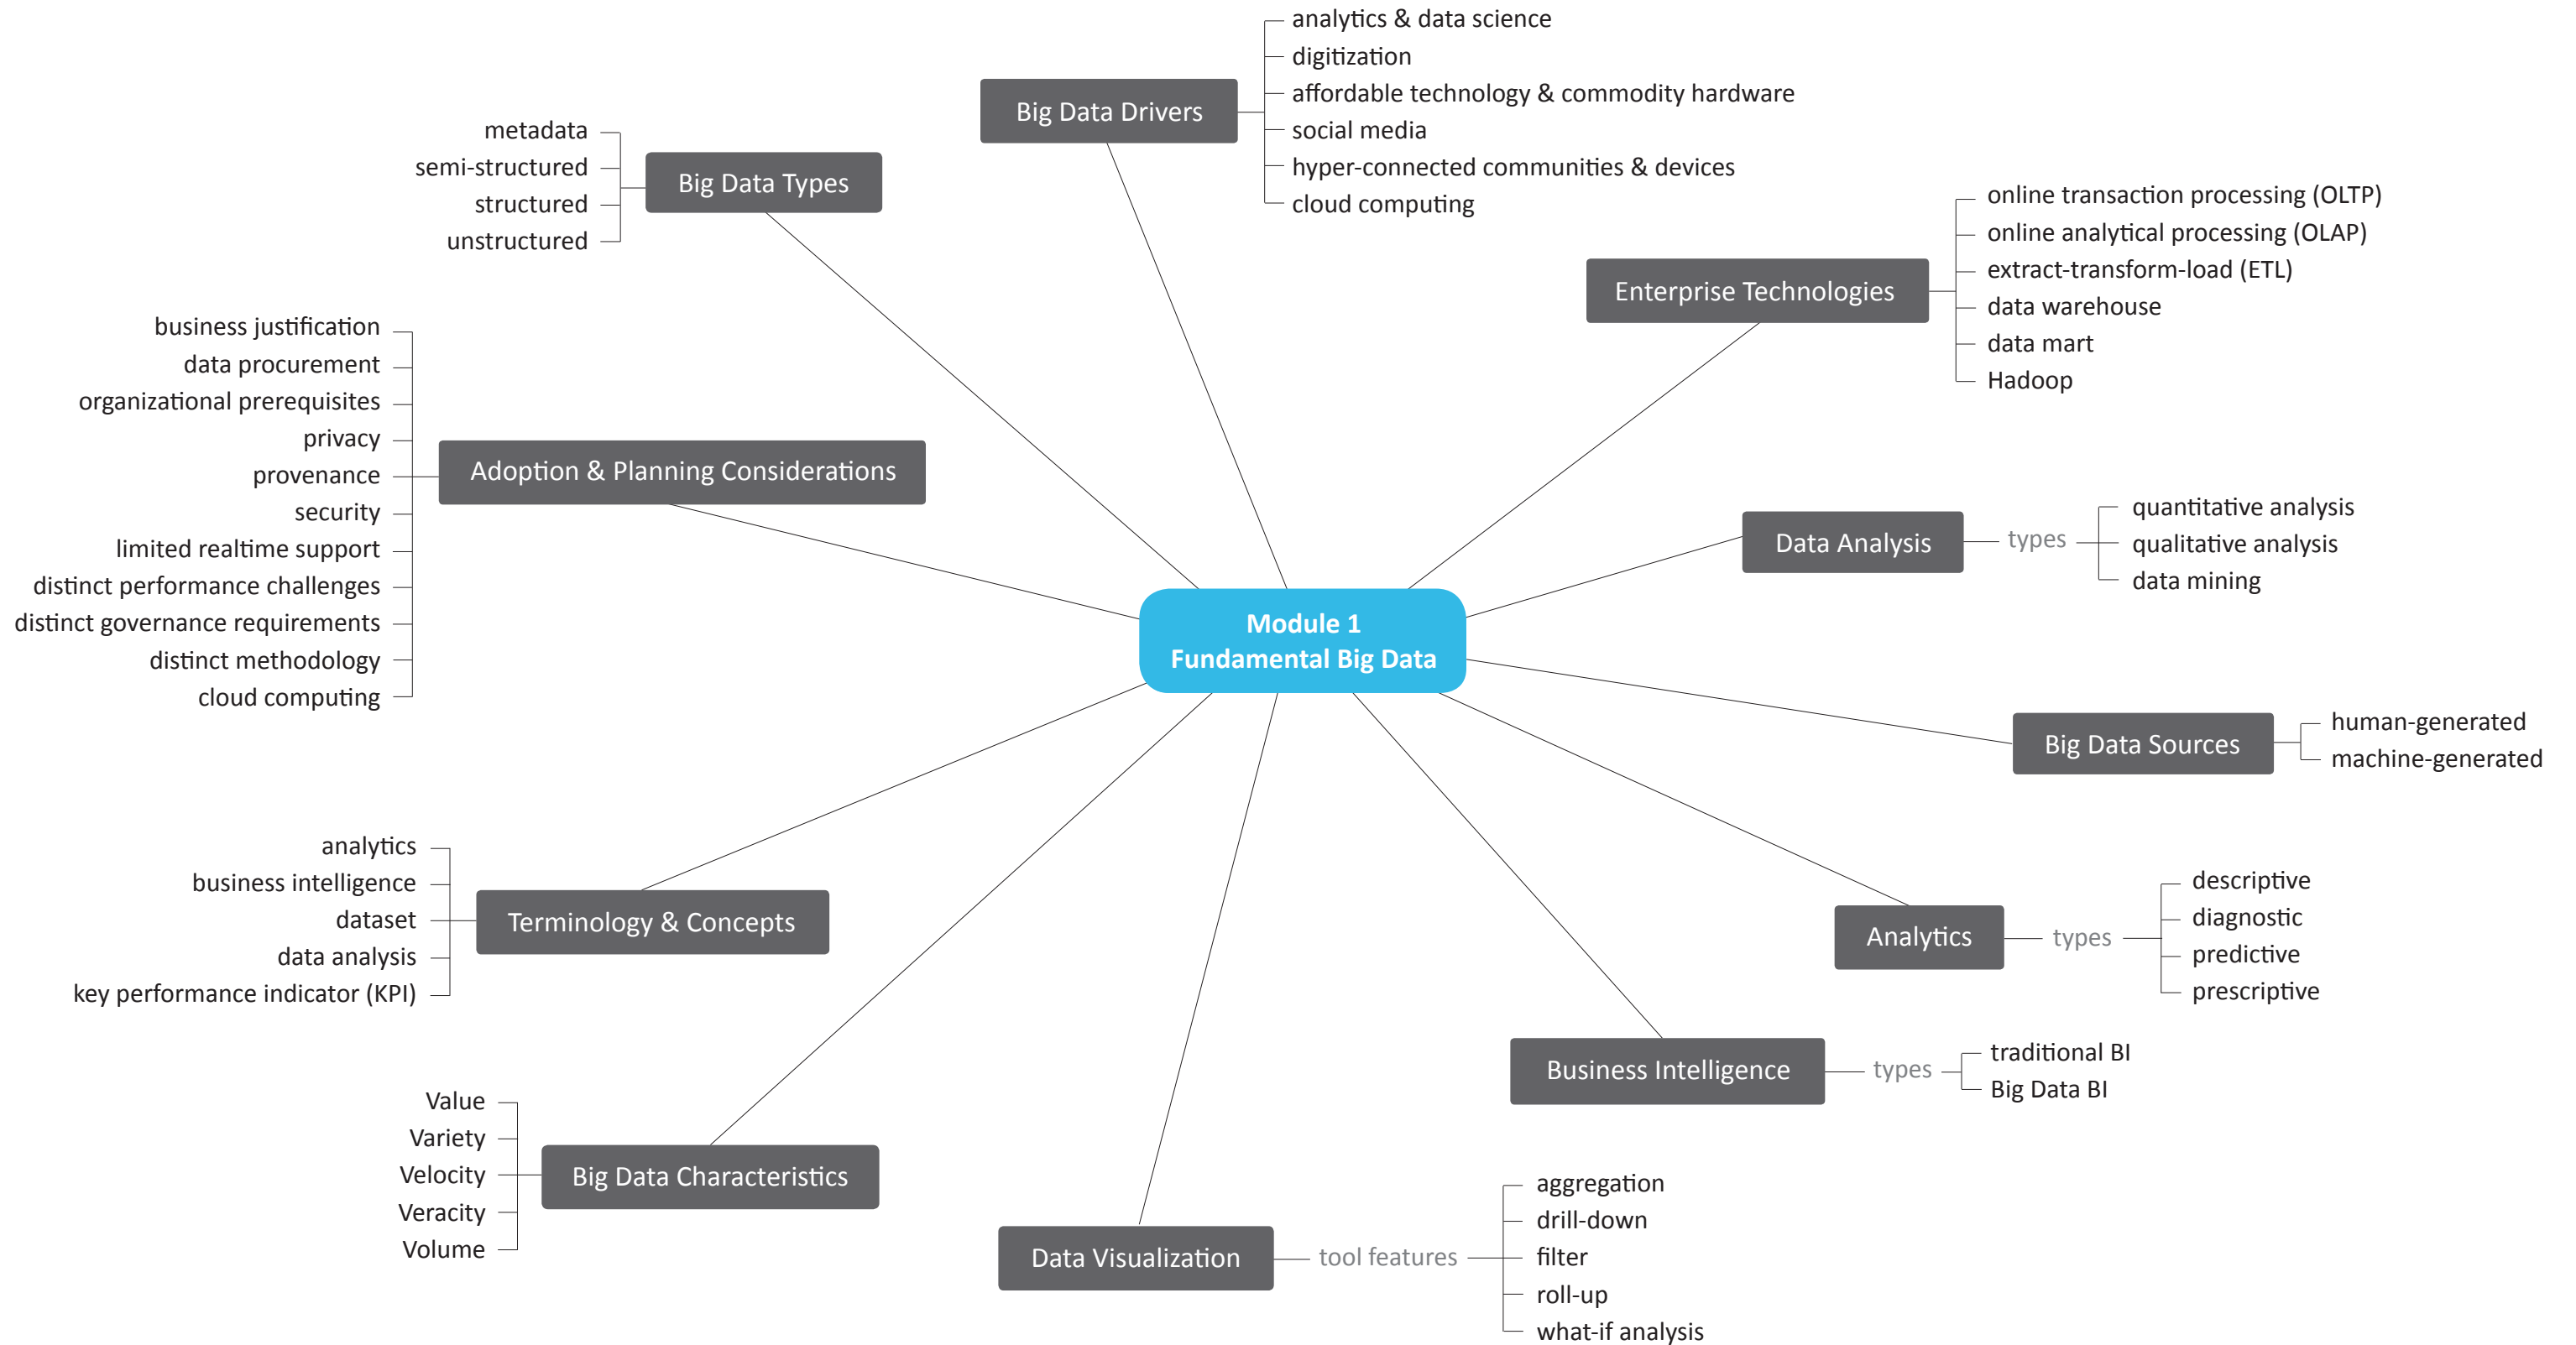 Big Data Drivers
analytics & data science
digitization
affordable technology & commodity hardware
social media
hyper-connected communities & devices
cloud computing
Big Data Types
metadata
semi-structured
structured
unstructured
Enterprise Technologies
online transaction processing (OLTP)
online analytical processing (OLAP)
extract-transform-load (ETL)
data warehouse
data mart
Hadoop
Adoption & Planning Considerations
business justification
data procurement
organizational prerequisites
privacy
provenance
security
limited realtime support
distinct performance challenges
distinct governance requirements
distinct methodology
cloud computing
Data Analysis
types
quantitative analysis
qualitative analysis
data mining
Module 1
Fundamental Big Data
Big Data Sources
human-generated
machine-generated
Terminology & Concepts
analytics
business intelligence
dataset
data analysis
key performance indicator (KPI)
Analytics
types
descriptive
diagnostic
predictive
prescriptive
Business Intelligence
types
traditional BI
Big Data BI
Big Data Characteristics
Value
Variety
Velocity
Veracity
Volume
Data Visualization
tool features
aggregation
drill-down
filter
roll-up
what-if analysis